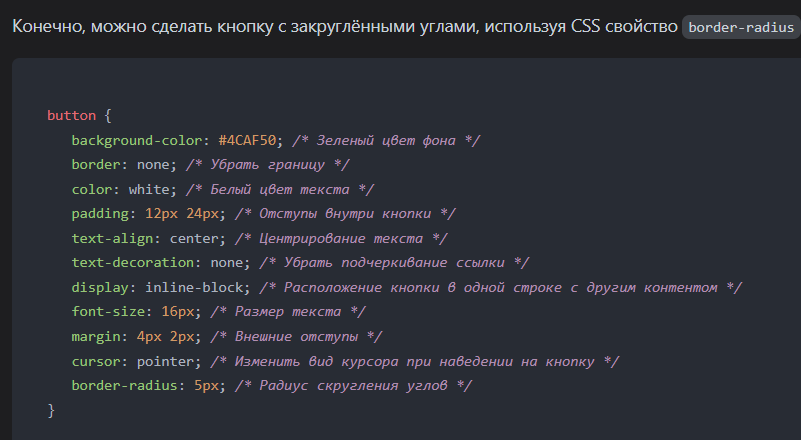 Конечно, можно сделать кнопку с закруглёнными углами, используя CSS свойство border-radius
button {
background-color: #4CAF50; /* Зеленый цвет фона */
border: none; /* Убрать границу */
color: white; /* Белый цвет текста */
padding: 12px 24px; /* Отступы внутри кнопки */
text-align: center; /* Центрирование текста */
text-decoration: none; /* Убрать подчеркивание ссылки */
display: inline-block; /* Расположение кнопки в одной строке с другим контентом */
font-size: 16px; /* Размер текста */
margin: 4px 2px; /* Внешние отступы */
cursor: pointer; /* Изменить вид курсора при наведении на кнопку */
border-radius: 5px; /* Радиус скругления углов */
}